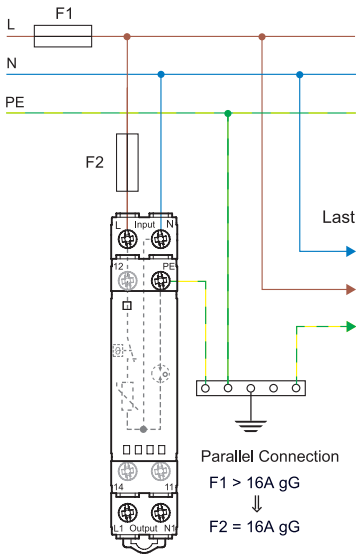 F1
L
N
PE
F2
L Input N
12 PE
Last
14 11
L1 Output N1
Parallel Connection
F1 > 16A gG
⇓
F2 = 16A gG